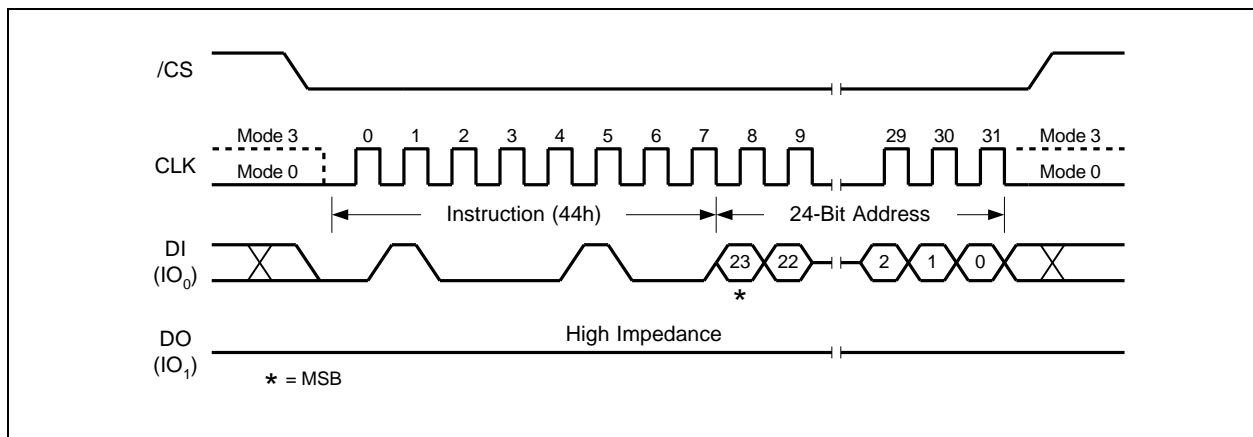 /CS
Mode 3 0 1 2 3 4 5 6 7 8 9 29 30 31 Mode 3
CLK Mode 0 Mode 0
Instruction (44h) 24-Bit Address
DI
(IO0)
23 22 2 1 0
*
DO
(IO1)
High Impedance
* = MSB